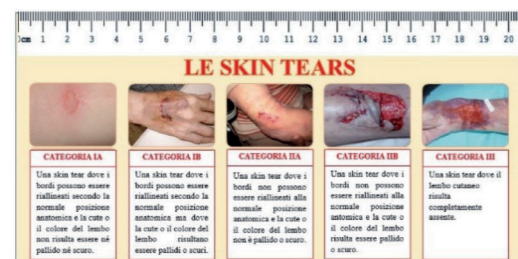 0cm 1 2 3 4 5 6 7 8 9 10 11 12 13 14 15 16 17 18 19 20
LE SKIN TEARS
CATEGORIA IA
Una skin tear dove i
bordi possono essere
riallineati secondo la
normale posizione
anatomica e la cute o
il colore del lembo
non risulta essere né
pallido né scuro.
CATEGORIA IB
Una skin tear dove i
bordi possono essere
riallineati secondo la
normale posizione
anatomica ma dove
la cute o il colore del
lembo risultano
essere pallidi o scuri.
CATEGORIA IIA
Una skin tear dove i
bordi non possono
essere riallineati alla
normale posizione
anatomica e la cute o
il colore del lembo
non è pallido o scuro.
CATEGORIA IIB
Una skin tear dove i
bordi non possono
essere riallineati alla
normale posizione
anatomica e la cute o
il colore del lembo
risulta essere pallido
o scuro.
CATEGORIA III
Una skin tear dove il
lembo cutaneo
risulta
completamente
assente.